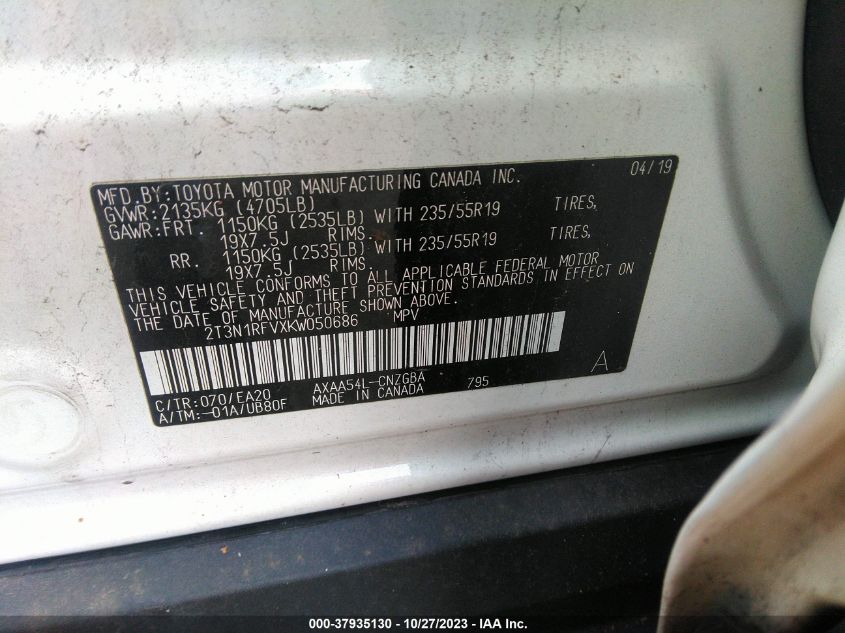 MFD.BY:TOYOTA MOTOR MANUFACTURING CANADA INC. 04/19
GVWR:2135KG (4705LB)
GAWR:FRT. 1150KG (2535LB) WITH 235/55R19 TIRES,
19X7.5J RIMS,
RR. 1150KG (2535LB) WITH 235/55R19 TIRES,
19X7.5J RIMS.
THIS VEHICLE CONFORMS TO ALL APPLICABLE FEDERAL MOTOR
VEHICLE SAFETY AND THEFT PREVENTION STANDARDS IN EFFECT ON
THE DATE OF MANUFACTURE SHOWN ABOVE.
2T3N1RFVXKW050686 MPV
A
C/TR:070/EA20 AXAA54L-CNZGBA 795
A/TM:-01A/UB80F MADE IN CANADA
000-37935130 - 10/27/2023 - IAA Inc.